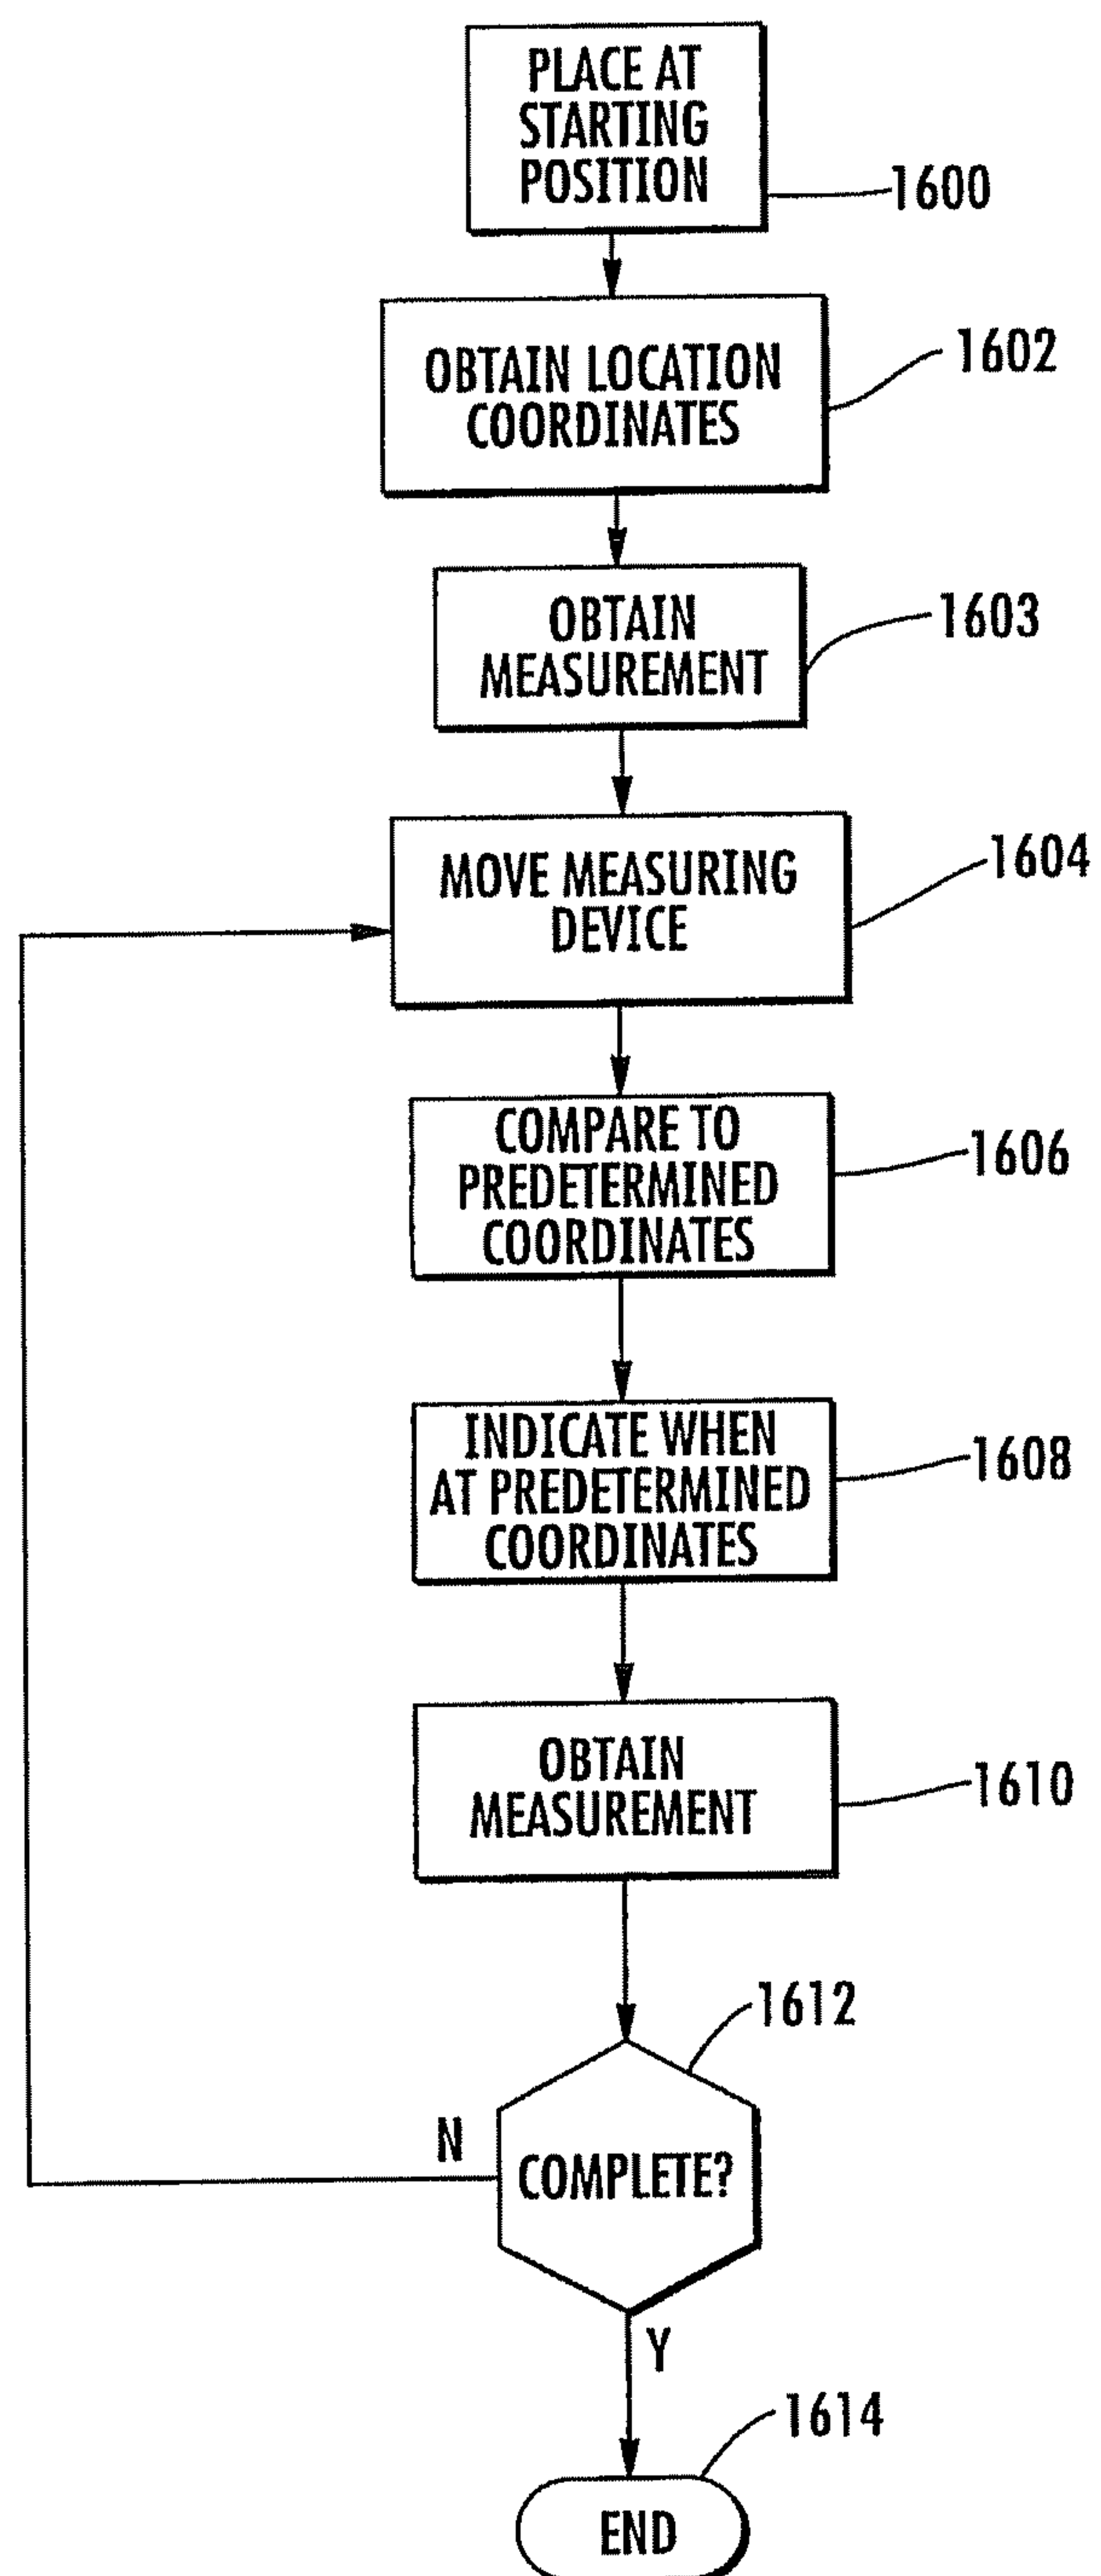 PLACE AT
STARTING
POSITION
1600
OBTAIN LOCATION
COORDINATES
1602
OBTAIN
MEASUREMENT
1603
MOVE MEASURING
DEVICE
1604
COMPARE TO
PREDETERMINED
COORDINATES
1606
INDICATE WHEN
AT PREDETERMINED
COORDINATES
1608
OBTAIN
MEASUREMENT
1610
1612
N
COMPLETE?
Y
1614
END